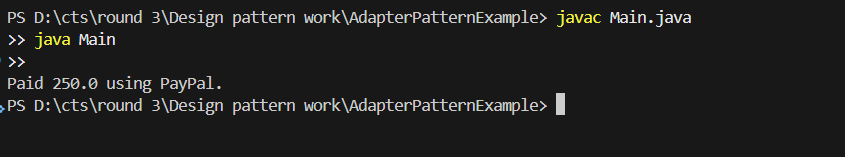 PS D:\cts\round 3\Design pattern work\AdapterPatternExample> javac Main.java
>> java Main
>>
Paid 250.0 using PayPal.
PS D:\cts\round 3\Design pattern work\AdapterPatternExample>